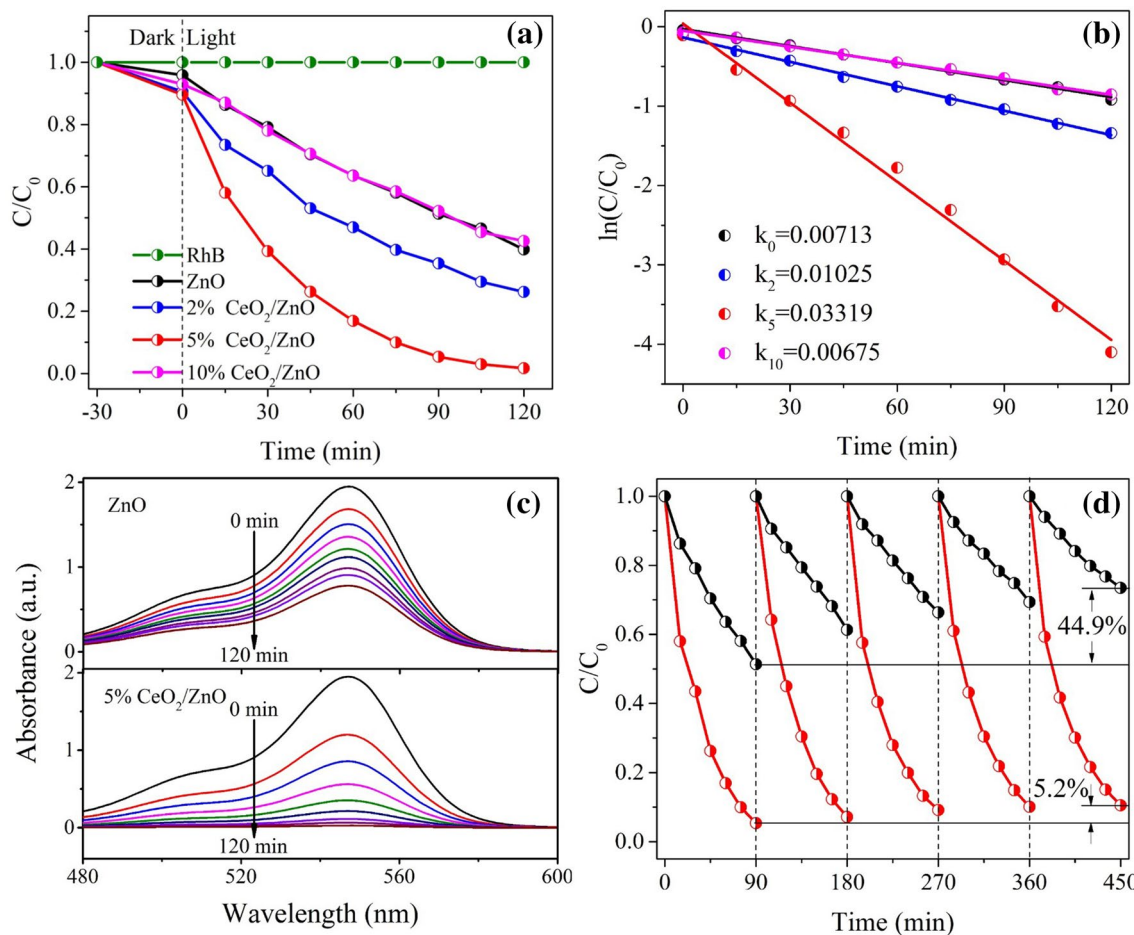 Dark Light (a)
1.0
0.8
0.6
0.4
0.2
0.0
C/C₀
RhB
ZnO
2% CeO₂/ZnO
5% CeO₂/ZnO
10% CeO₂/ZnO
-30 0 30 60 90 120
Time (min)
(b)
-0
-1
-2
-3
-4
ln(C/C₀)
k₀=0.00713
k₂=0.01025
k₅=0.03319
k₁₀=0.00675
0 30 60 90 120
Time (min)
(c)
ZnO
0 min
120 min
2
1
0
5% CeO₂/ZnO
0 min
120 min
2
1
0
Absorbance (a.u.)
480 520 560 600
Wavelength (nm)
(d)
1.0
0.8
0.6
0.4
0.2
0.0
C/C₀
44.9%
5.2%
0 90 180 270 360 450
Time (min)